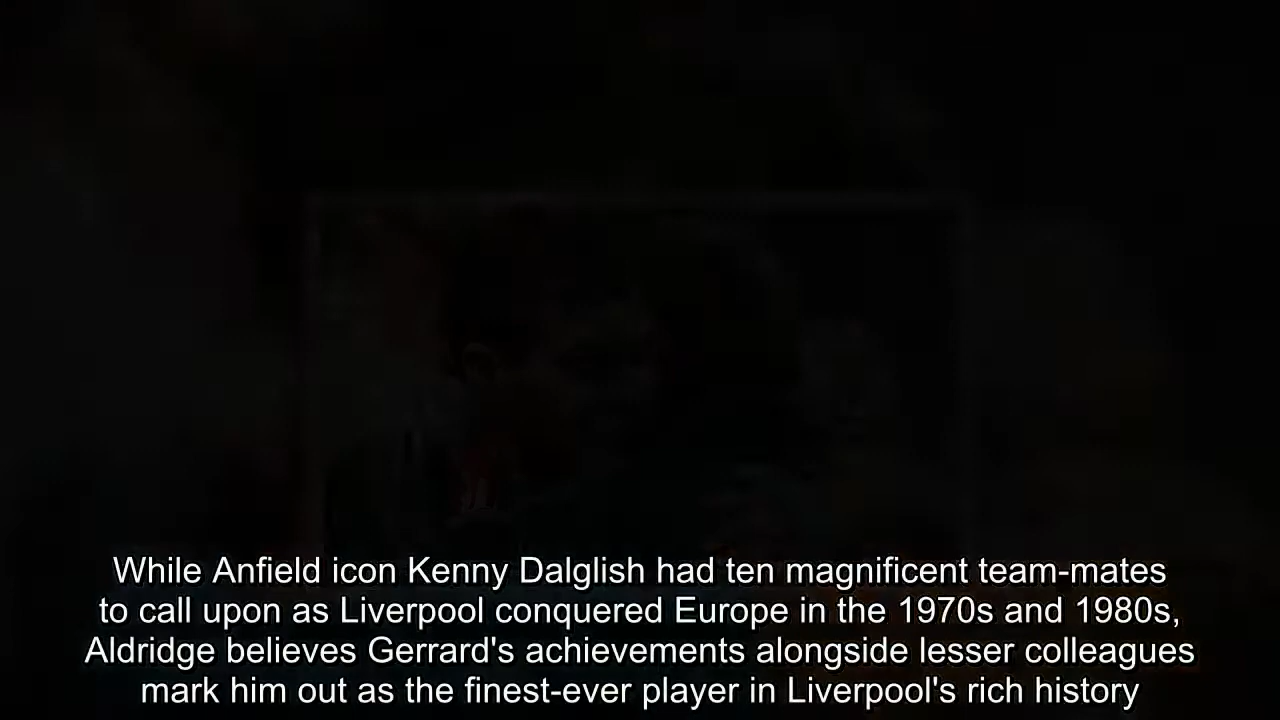 While Anfield icon Kenny Dalglish had ten magnificent team-mates
to call upon as Liverpool conquered Europe in the 1970s and 1980s,
Aldridge believes Gerrard's achievements alongside lesser colleagues
mark him out as the finest-ever player in Liverpool's rich history